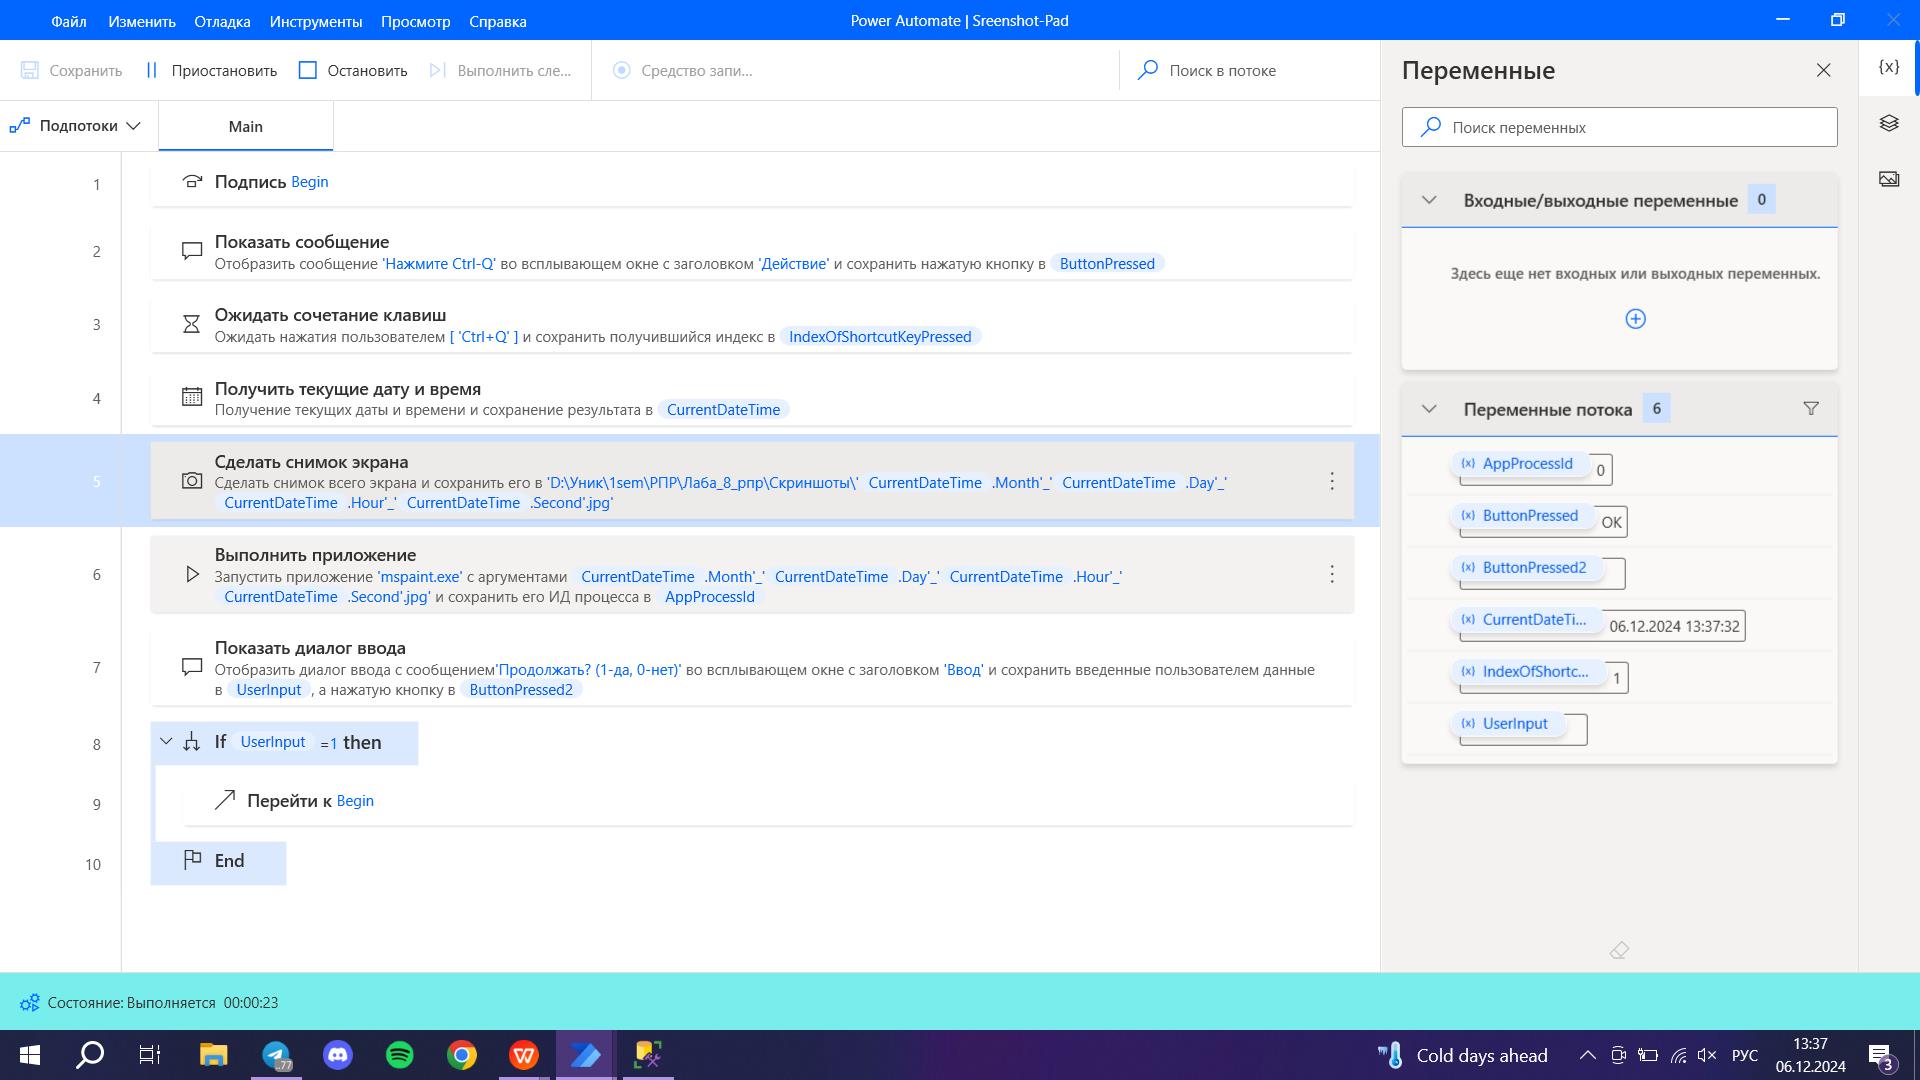 Файл Изменить Отладка Инструменты Просмотр Справка
Power Automate | Sreenshot-Pad
Сохранить Приостановить Остановить Выполнить сле... Средство запи... Поиск в потоке
Подпотоки Main
1 Подпись Begin
2 Показать сообщение
Отобразить сообщение 'Нажмите Ctrl-Q' во всплывающем окне с заголовком 'Действие' и сохранить нажатую кнопку в ButtonPressed
3 Ожидать сочетание клавиш
Ожидать нажатия пользователем [ 'Ctrl+Q' ] и сохранить получившийся индекс в IndexOfShortcutKeyPressed
4 Получить текущие дату и время
Получение текущих даты и времени и сохранение результата в CurrentDateTime
5 Сделать снимок экрана
Сделать снимок всего экрана и сохранить его в 'D:\Уник\1sem\РПР\Лаба_8_рпр\Скриншоты\' CurrentDateTime .Month'_' CurrentDateTime .Day'_'
CurrentDateTime .Hour'_' CurrentDateTime .Second'.jpg'
6 Выполнить приложение
Запустить приложение 'mspaint.exe' с аргументами CurrentDateTime .Month'_' CurrentDateTime .Day'_' CurrentDateTime .Hour'_'
CurrentDateTime .Second'.jpg' и сохранить его ИД процесса в AppProcessId
7 Показать диалог ввода
Отобразить диалог ввода с сообщением'Продолжать? (1-да, 0-нет)' во всплывающем окне с заголовком 'Ввод' и сохранить введенные пользователем данные
в UserInput , а нажатую кнопку в ButtonPressed2
8 If UserInput =1 then
9 Перейти к Begin
10 End
Переменные
{x}
Поиск переменных
Входные/выходные переменные 0
Здесь еще нет входных или выходных переменных.
Переменные потока 6
(x) AppProcessId 0
(x) ButtonPressed OK
(x) ButtonPressed2
(x) CurrentDateTi... 06.12.2024 13:37:32
(x) IndexOfShortc... 1
(x) UserInput
Состояние: Выполняется 00:00:23
77
Cold days ahead
РУС
13:37
06.12.2024
3